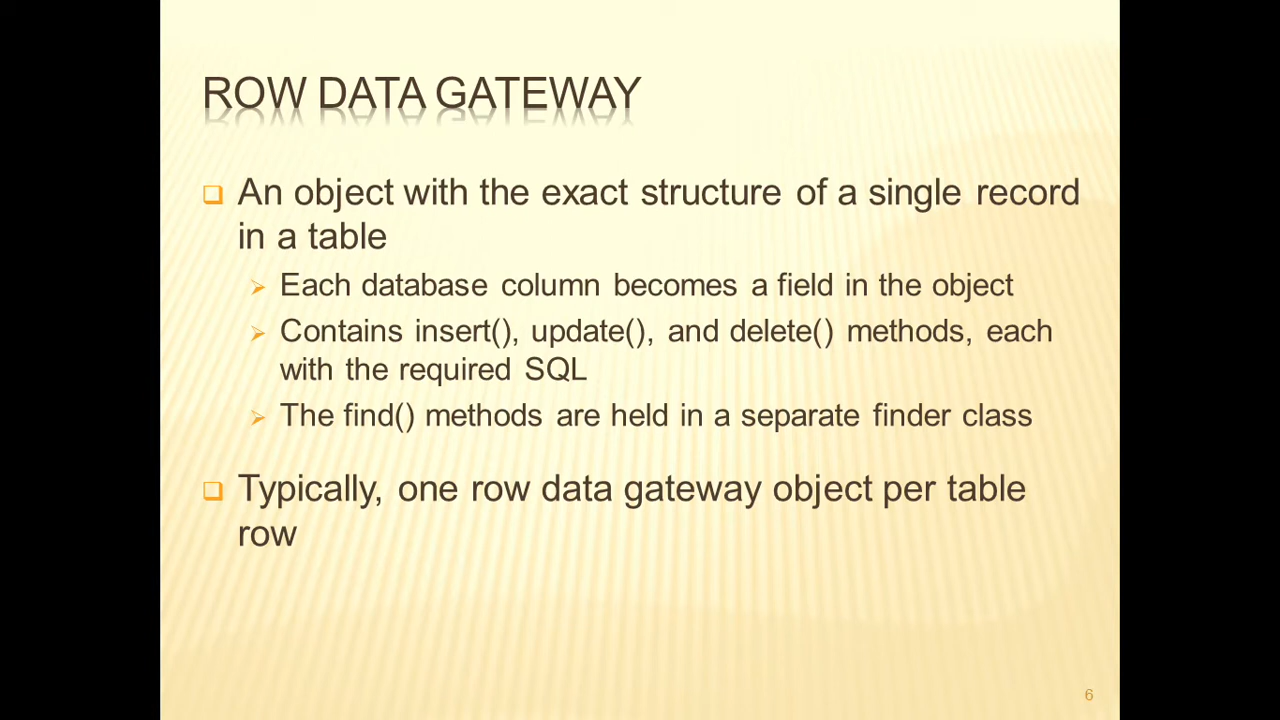 ROW DATA GATEWAY
An object with the exact structure of a single record
in a table
Each database column becomes a field in the object
Contains insert(), update(), and delete() methods, each
with the required SQL
The find() methods are held in a separate finder class
Typically, one row data gateway object per table
row
6